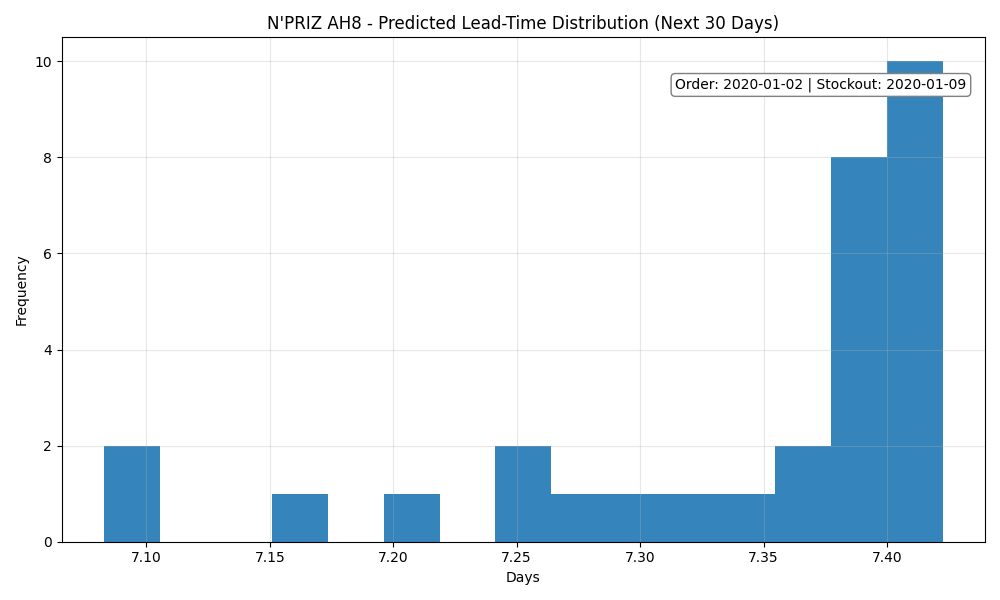 N'PRIZ AH8 - Predicted Lead-Time Distribution (Next 30 Days)
Order: 2020-01-02 | Stockout: 2020-01-09
Frequency
10
8
6
4
2
0
7.10 7.15 7.20 7.25 7.30 7.35 7.40
Days